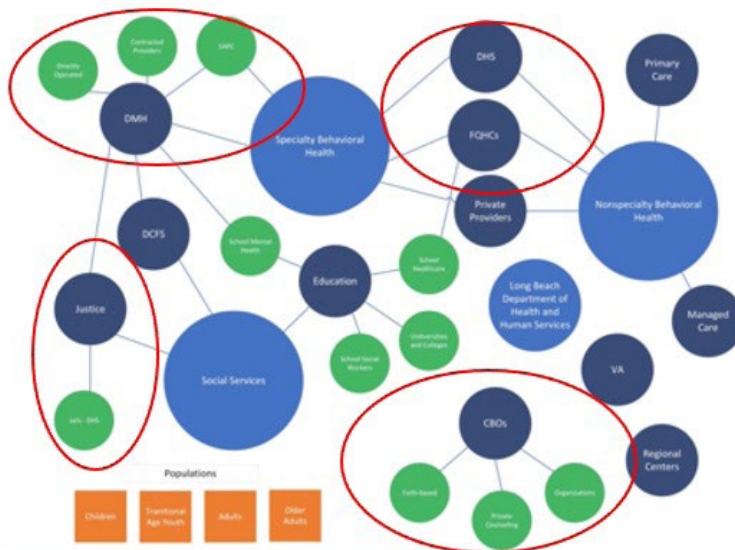 Directly
Operated
Contracted
Providers
SAPC
DMH
Specialty Behavioral
Health
DHS
FQHCs
Private
Providers
Primary
Care
Nonspecialty Behavioral
Health
DCFS
School Mental
Health
Education
School
Healthcare
Long Beach
Department of
Health and
Human Services
Managed
Care
Justice
Social Services
School Social
Workers
Universities
and Colleges
VA
Jails - DHS
CBOs
Regional
Centers
Faith-based
Private
Counseling
Organizations
Populations
Children
Transitional
Age Youth
Adults
Older
Adults